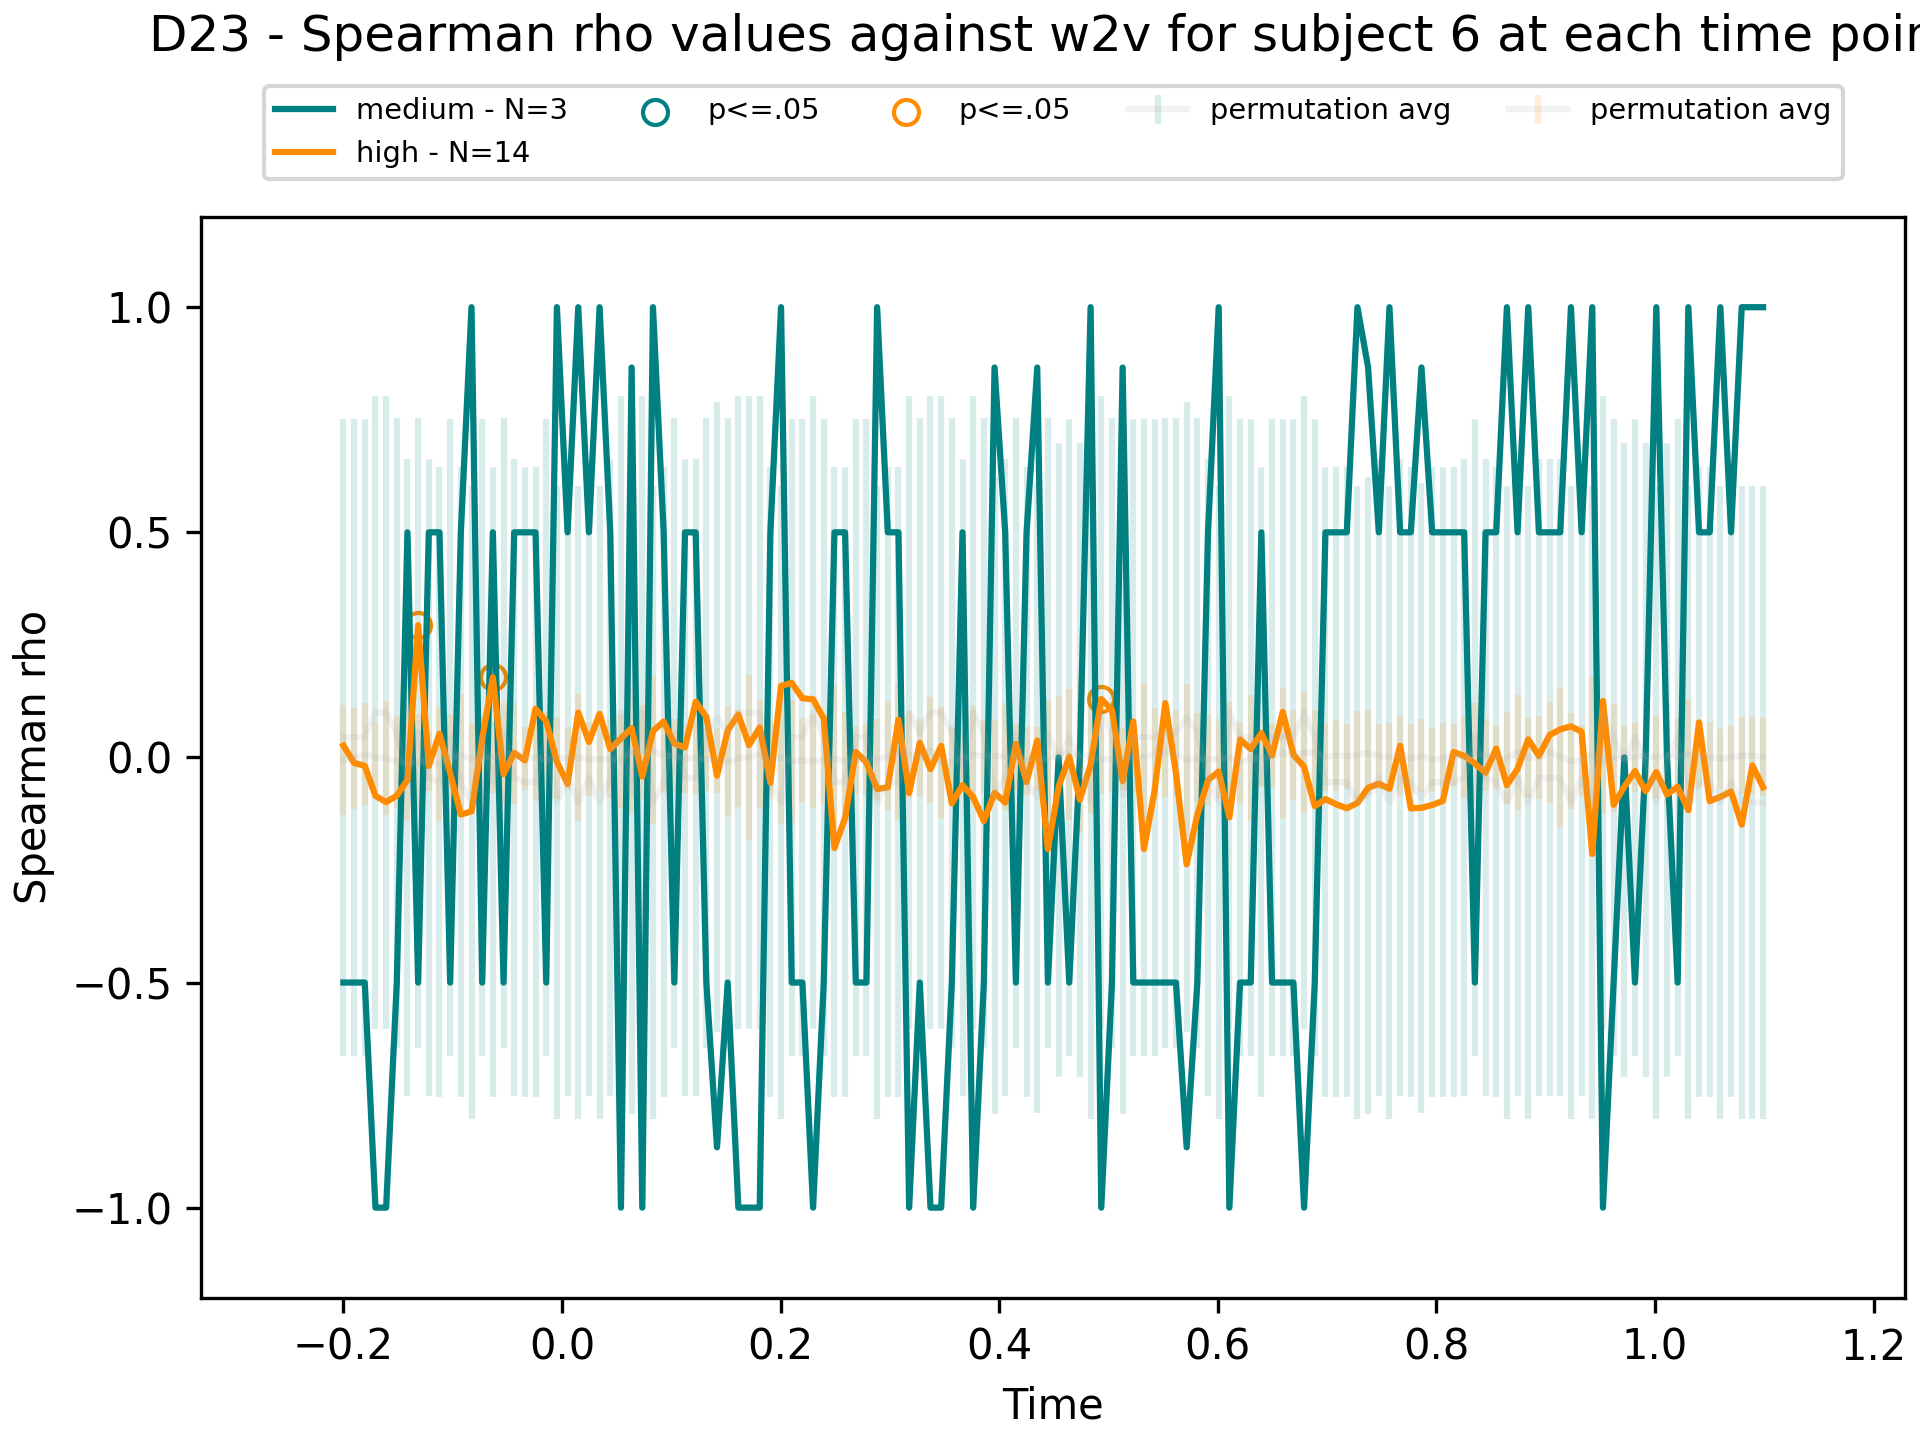 D23 - Spearman rho values against w2v for subject 6 at each time poin
medium - N=3
high - N=14
p<=.05
p<=.05
permutation avg
permutation avg
Spearman rho
1.0
0.5
0.0
−0.5
−1.0
−0.2
0.0
0.2
0.4
0.6
0.8
1.0
1.2
Time